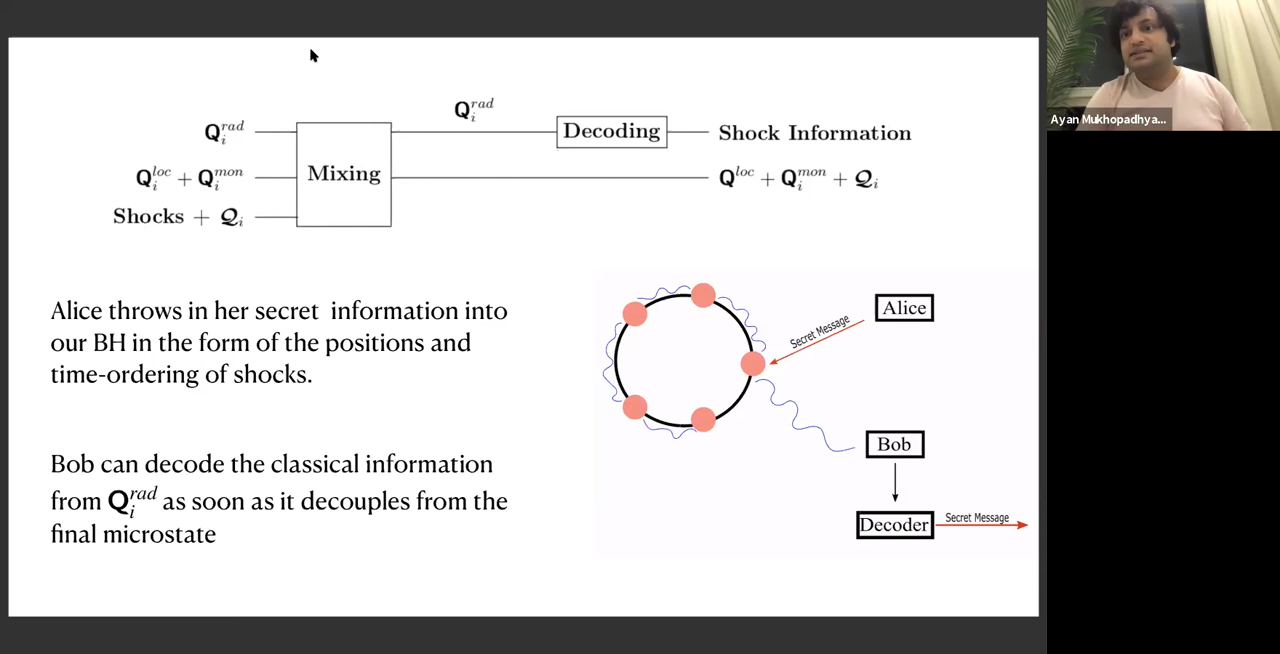 Q_i^{rad}
Q_i^{rad}
Decoding
Shock Information
Q_i^{loc} + Q_i^{mon}
Mixing
Q^{loc} + Q_i^{mon} + 𝓠_i
Shocks + 𝓠_i
Alice throws in her secret information into
our BH in the form of the positions and
time-ordering of shocks.
Bob can decode the classical information
from Q_i^{rad} as soon as it decouples from the
final microstate
Alice
Secret Message
Bob
Decoder
Secret Message
Ayan Mukhopadhya...